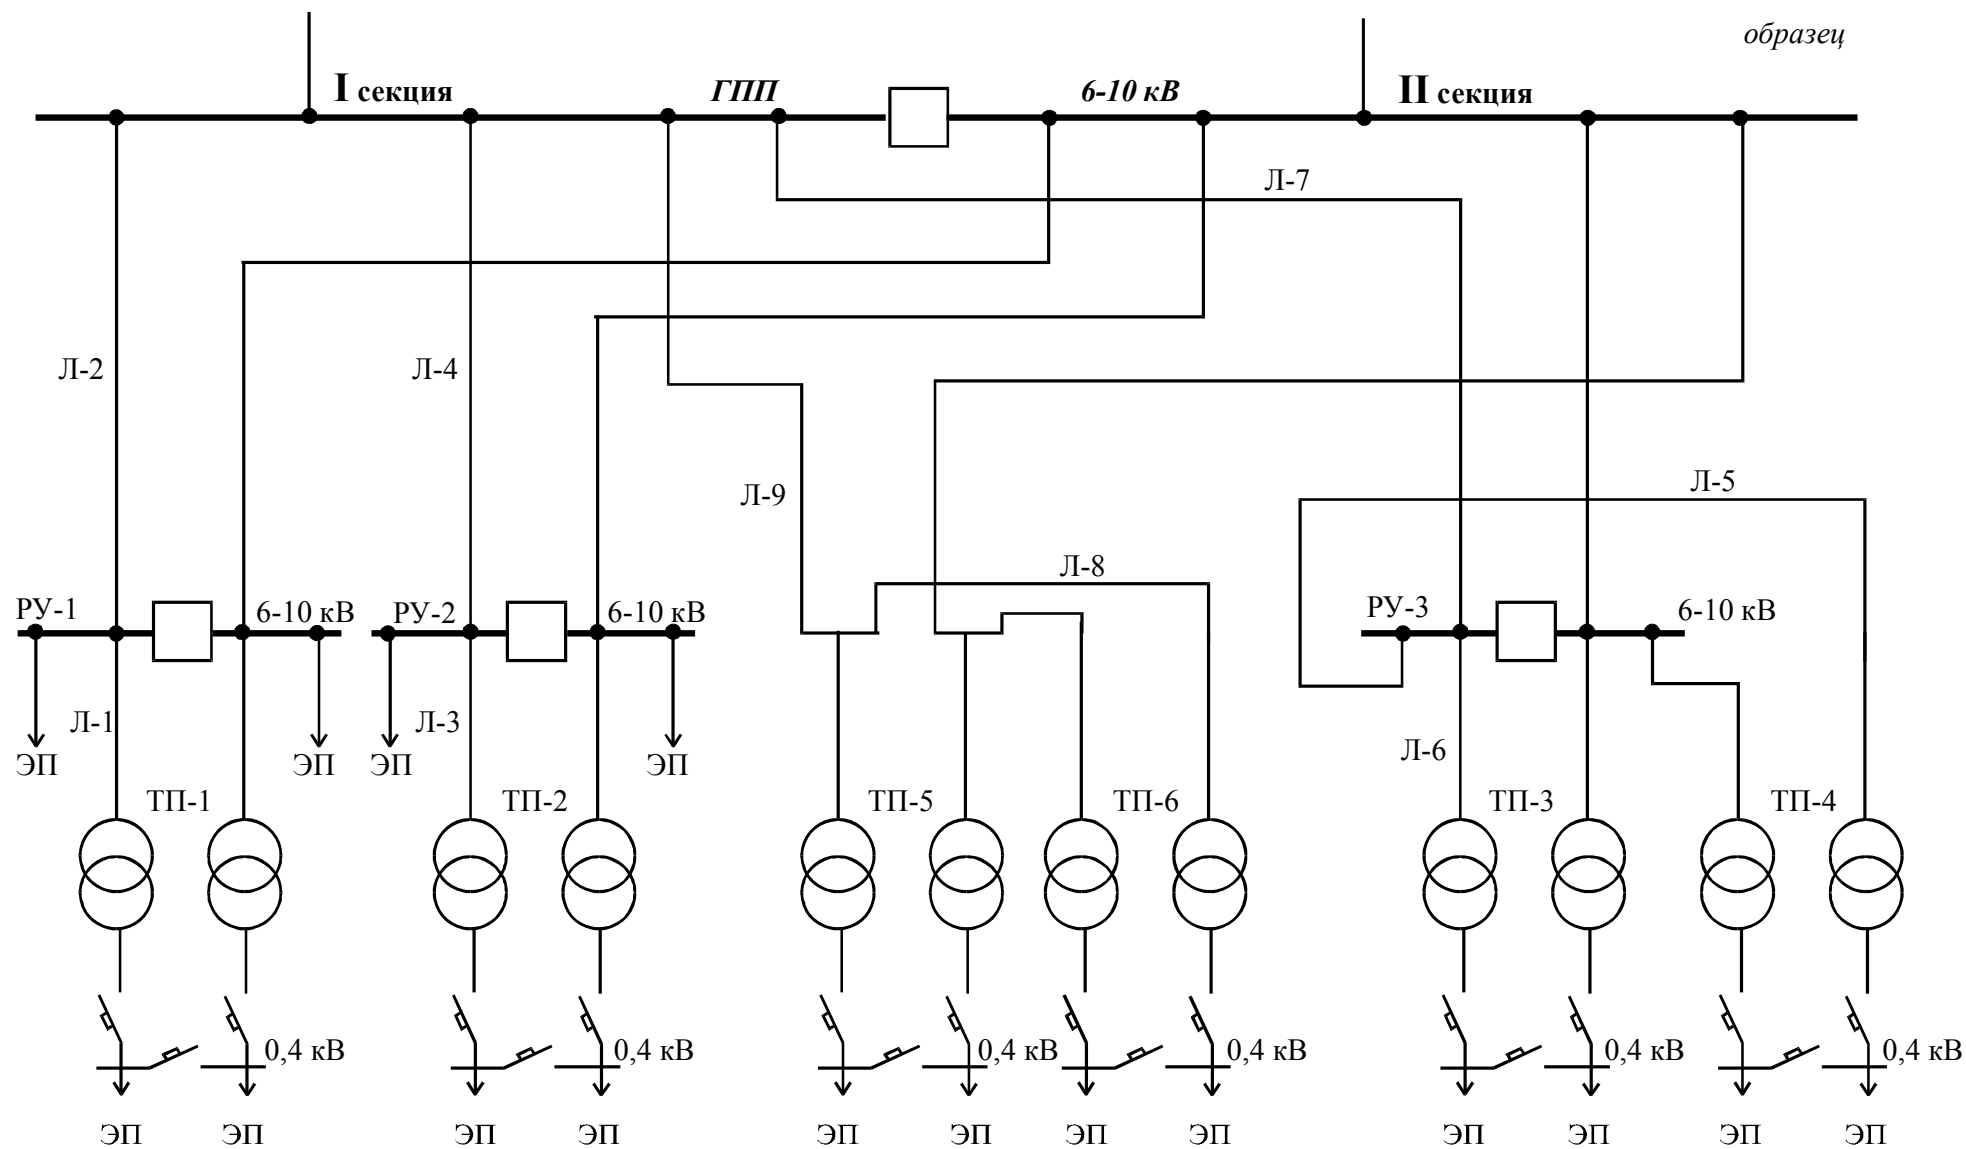 образец
I секция
ГПП
6-10 кВ
II секция
Л-7
Л-2
Л-4
Л-9
Л-5
Л-8
РУ-1
6-10 кВ
РУ-2
6-10 кВ
РУ-3
6-10 кВ
Л-1
Л-3
Л-6
ЭП
ЭП
ЭП
ЭП
ТП-1
ТП-2
ТП-5
ТП-6
ТП-3
ТП-4
0,4 кВ
0,4 кВ
0,4 кВ
0,4 кВ
0,4 кВ
0,4 кВ
ЭП
ЭП
ЭП
ЭП
ЭП
ЭП
ЭП
ЭП
ЭП
ЭП
ЭП
ЭП